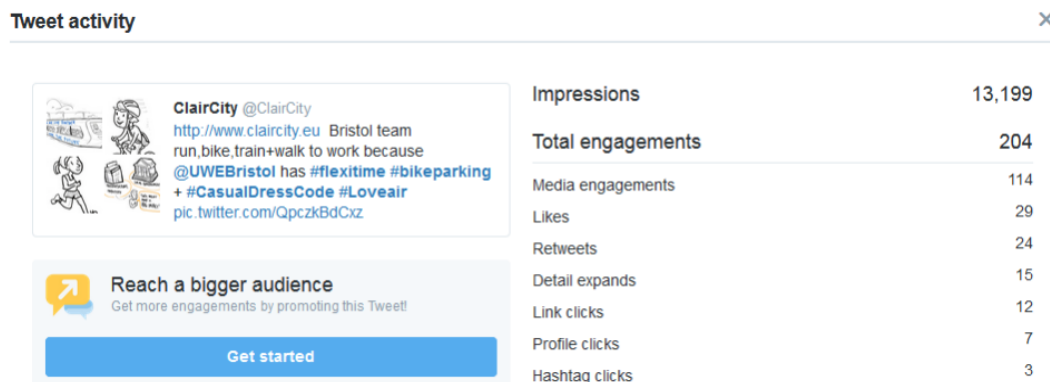 Tweet activity
ClairCity @ClairCity
http://www.claircity.eu Bristol team
run,bike,train+walk to work because
@UWEBristol has #flexitime #bikeparking
+ #CasualDressCode #Loveair
pic.twitter.com/QpczkBdCxz
Reach a bigger audience
Get more engagements by promoting this Tweet!
Get started
Impressions 13,199
Total engagements 204
Media engagements 114
Likes 29
Retweets 24
Detail expands 15
Link clicks 12
Profile clicks 7
Hashtag clicks 3